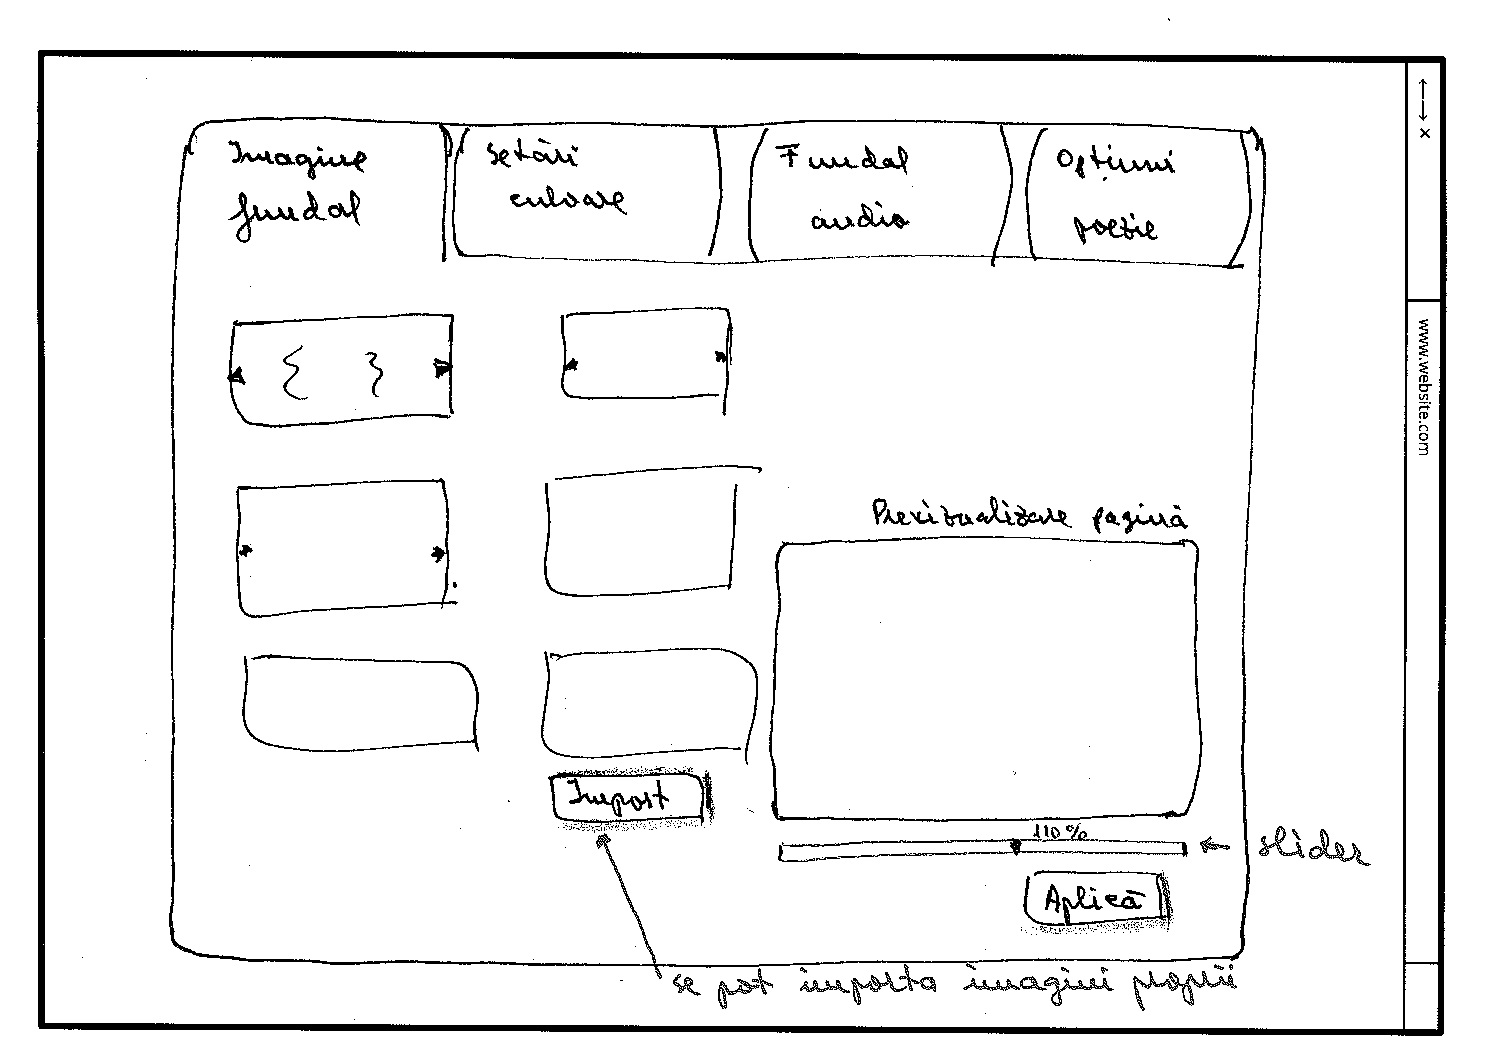 Imagine
fundal
Setări
culoare
Fundal
audio
Opțiuni
poezie
Previzualizare pagină
Import
110%
slider
Aplică
se pot importa imagini proprii
www.website.com